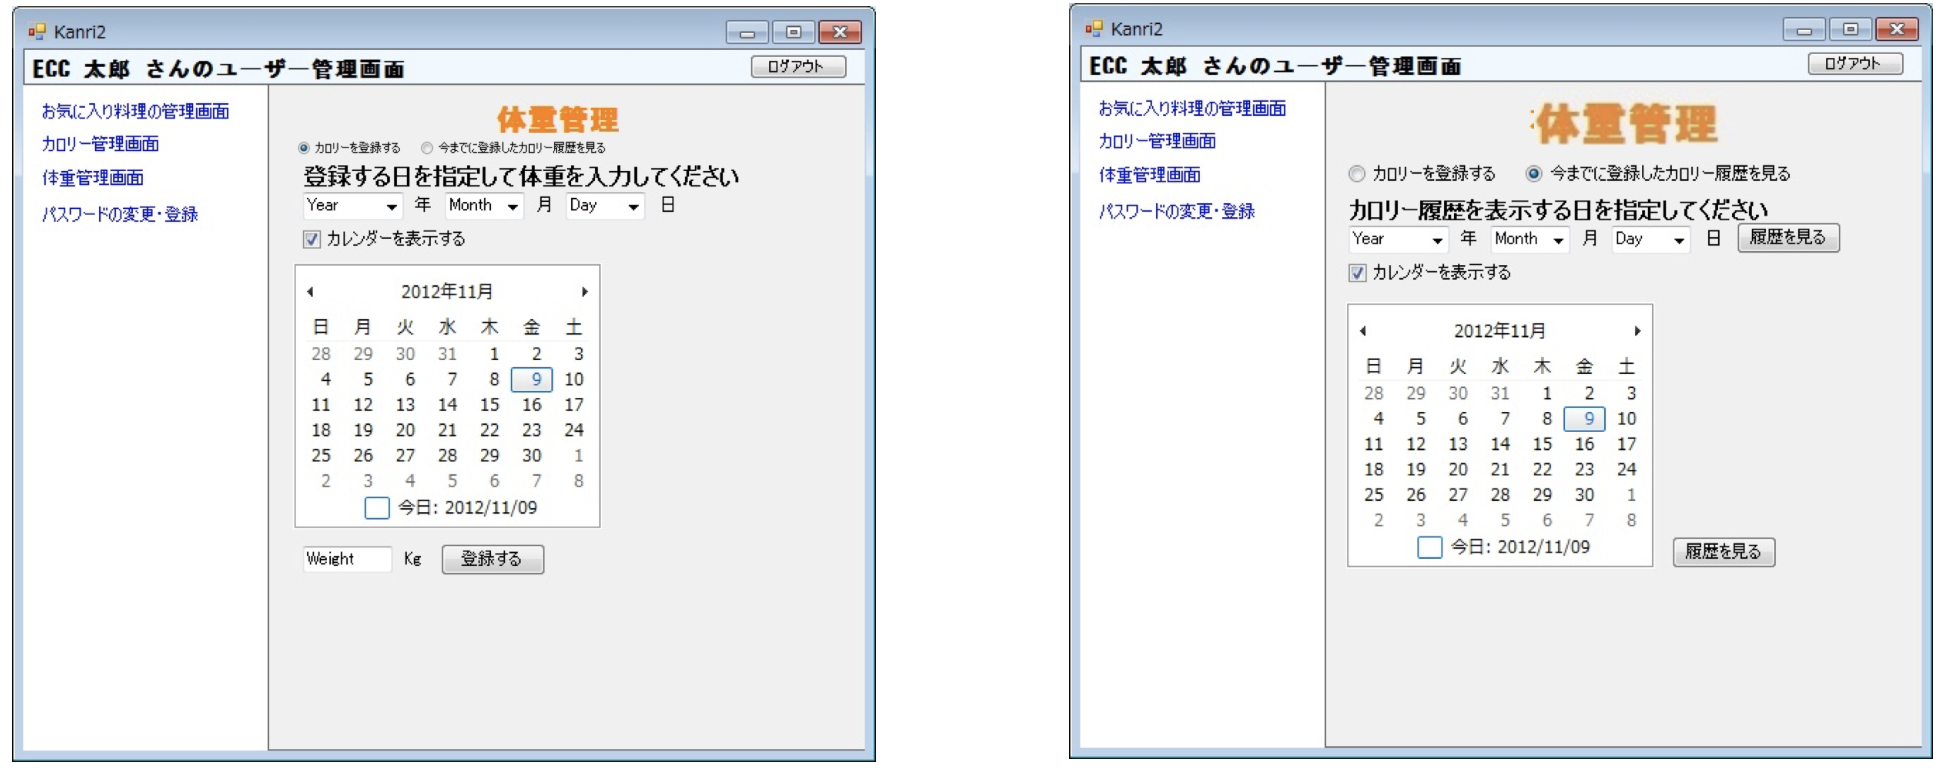 Kanri2
ECC 太郎 さんのユーザー管理画面
ログアウト
お気に入り料理の管理画面
カロリー管理画面
体重管理画面
パスワードの変更・登録
体重管理
カロリーを登録する 今までに登録したカロリー履歴を見る
登録する日を指定して体重を入力してください
Year 年 Month 月 Day 日
カレンダーを表示する
2012年11月
日 月 火 水 木 金 土
28 29 30 31 1 2 3
4 5 6 7 8 9 10
11 12 13 14 15 16 17
18 19 20 21 22 23 24
25 26 27 28 29 30 1
2 3 4 5 6 7 8
今日: 2012/11/09
Weight Kg 登録する
Kanri2
ECC 太郎 さんのユーザー管理画面
ログアウト
お気に入り料理の管理画面
カロリー管理画面
体重管理画面
パスワードの変更・登録
体重管理
カロリーを登録する 今までに登録したカロリー履歴を見る
カロリー履歴を表示する日を指定してください
Year 年 Month 月 Day 日 履歴を見る
カレンダーを表示する
2012年11月
日 月 火 水 木 金 土
28 29 30 31 1 2 3
4 5 6 7 8 9 10
11 12 13 14 15 16 17
18 19 20 21 22 23 24
25 26 27 28 29 30 1
2 3 4 5 6 7 8
今日: 2012/11/09
履歴を見る